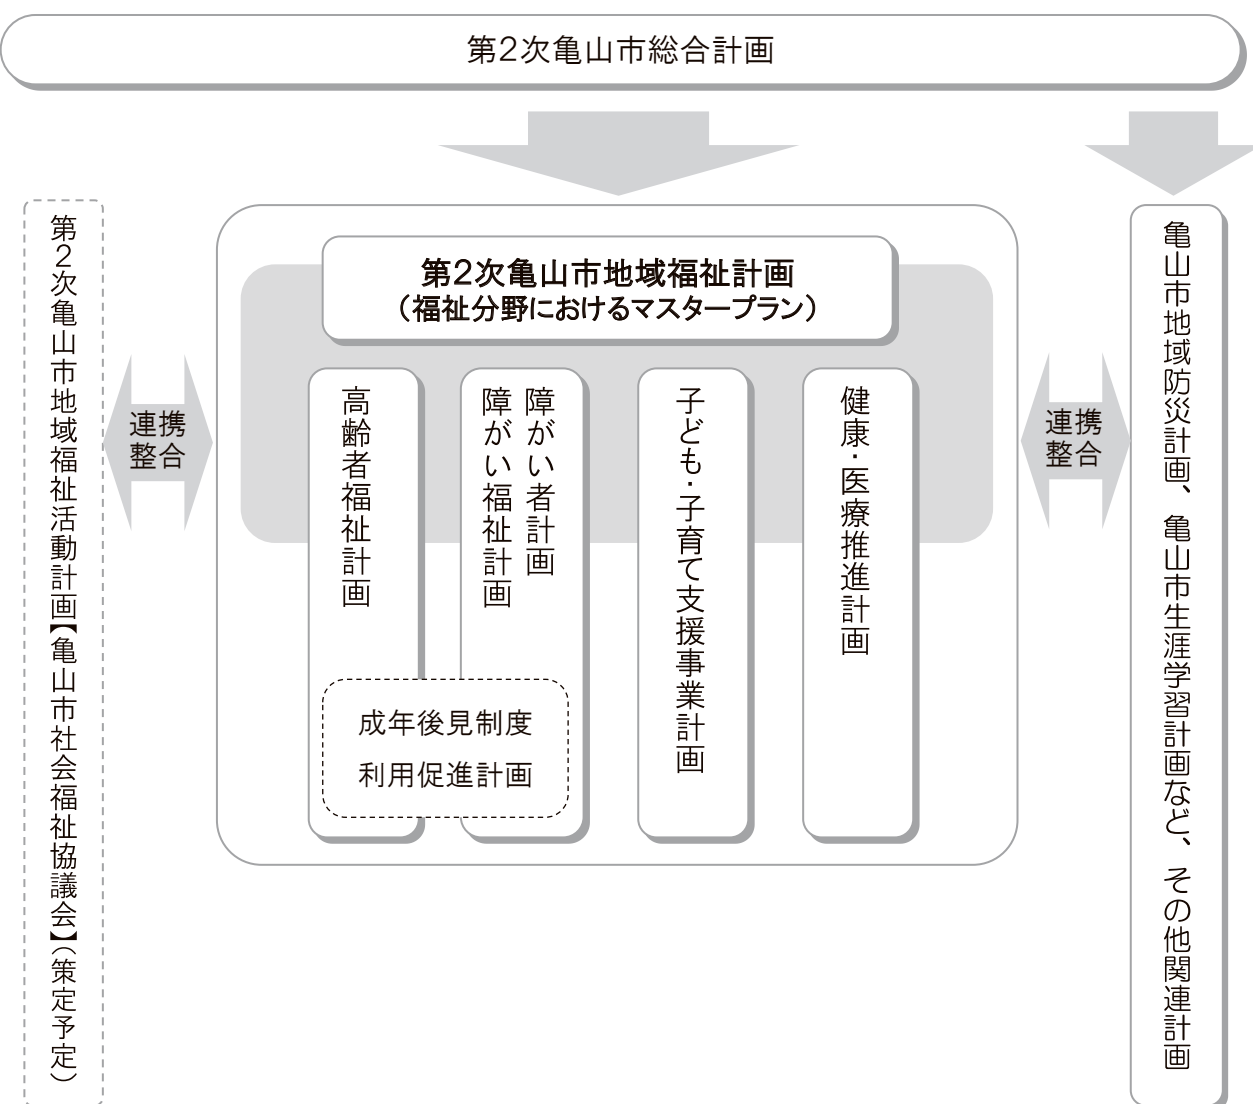 第2次亀山市総合計画
第2次亀山市地域福祉活動計画【亀山市社会福祉協議会】（策定予定）
連携
整合
第2次亀山市地域福祉計画
（福祉分野におけるマスタープラン）
高齢者福祉計画
障がい者計画
障がい福祉計画
子ども・子育て支援事業計画
健康・医療推進計画
成年後見制度
利用促進計画
連携
整合
亀山市地域防災計画、亀山市生涯学習計画など、その他関連計画